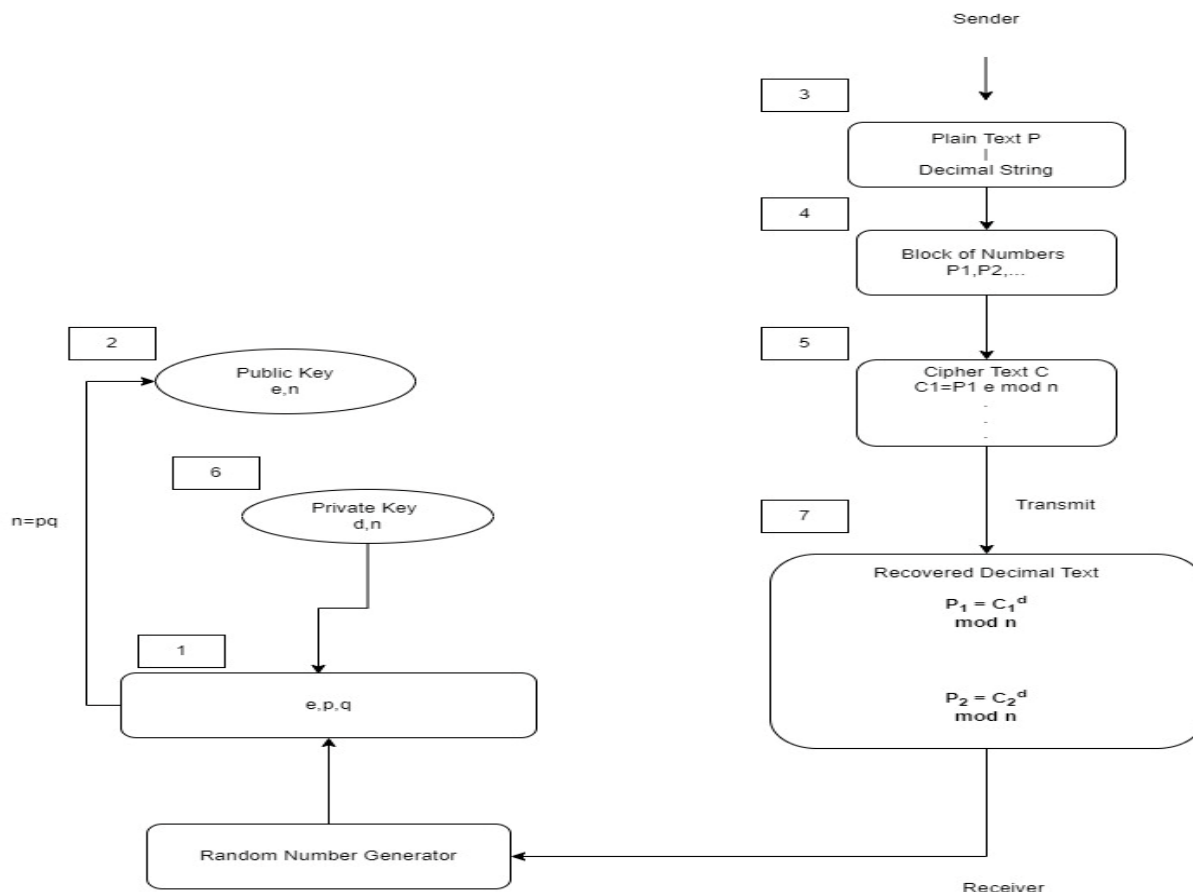 Sender
3
Plain Text P
|
Decimal String
4
Block of Numbers
P1,P2,...
2
Public Key
e,n
5
Cipher Text C
C1=P1 e mod n
.
.
.
6
Private Key
d,n
n=pq
Transmit
7
Recovered Decimal Text
P₁ = C₁ᵈ
mod n
P₂ = C₂ᵈ
mod n
1
e,p,q
Random Number Generator
Receiver